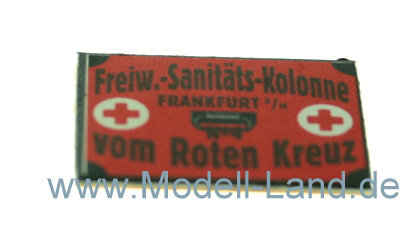 Freiw.-Sanitäts-Kolonne
FRANKFURT a/M
vom Roten Kreuz
www.Modell-Land.de